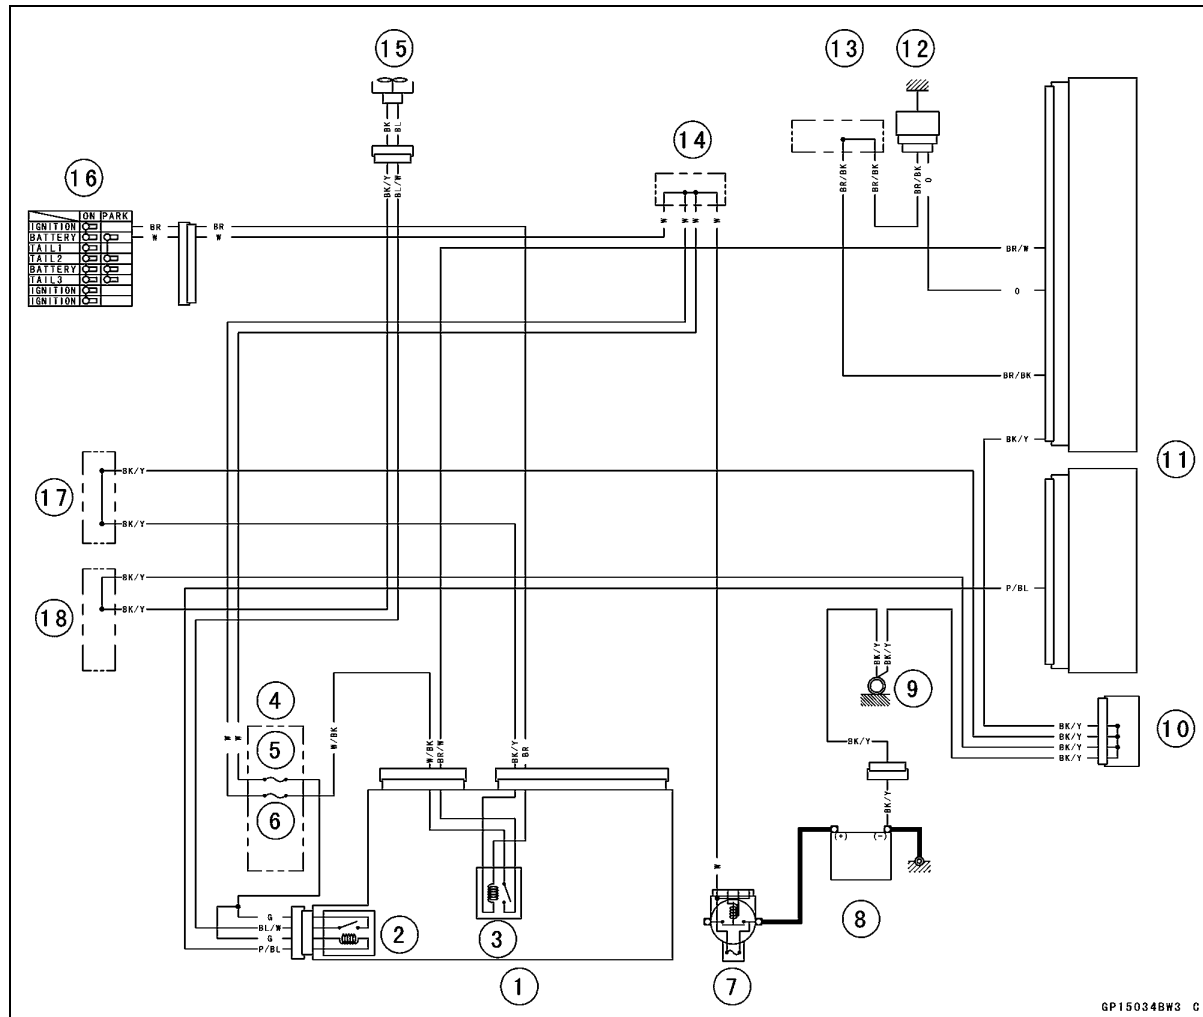 15
13
12
BK
BL
14
16
BK/Y
BL/W
BR/BK
BR/BK
BR/BK
O
ON PARK
IGNITION
BATTERY
TAIL1
TAIL2
BATTERY
TAIL3
IGNITION
IGNITION
BR
W
BR
W
W
W
W
W
BR/W
O
BR/BK
BK/Y
11
17
BK/Y
BK/Y
18
BK/Y
BK/Y
P/BL
BK/Y
BK/Y
9
4
W
W
5
6
W/BK
W/BK
BR/W
BK/Y
BR
BK/Y
BK/Y
BK/Y
BK/Y
BK/Y
BK/Y
10
W
(+)
(-)
8
G
BL/W
G
P/BL
2
3
1
7
GP15034BW3 C